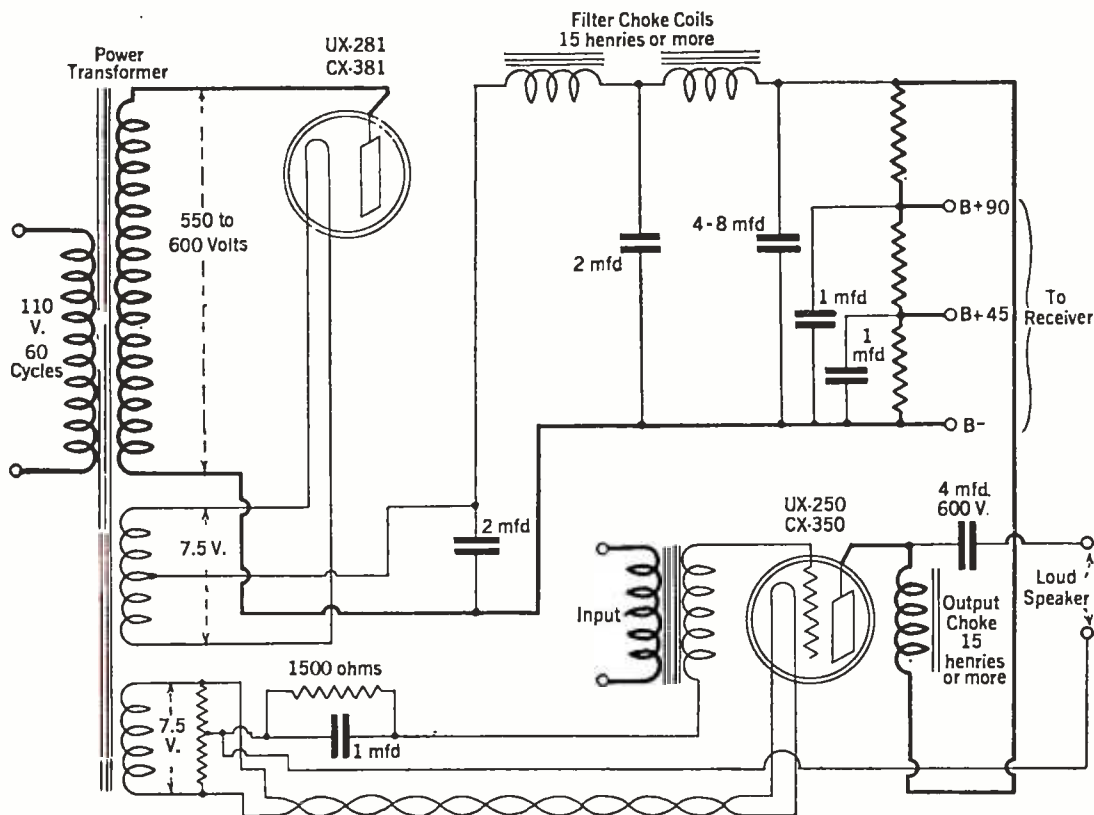 Power
Transformer
UX-281
CX-381
Filter Choke Coils
15 henries or more
550 to
600 Volts
110
V.
60
Cycles
2 mfd
4-8 mfd
1 mfd
1
mfd
B+90
B+45
B-
To
Receiver
7.5 V.
2 mfd
UX-250
CX-350
4 mfd.
600 V.
Input
Output
Choke
15
henries
or more
Loud
Speaker
1500 ohms
7.5
V.
1 mfd